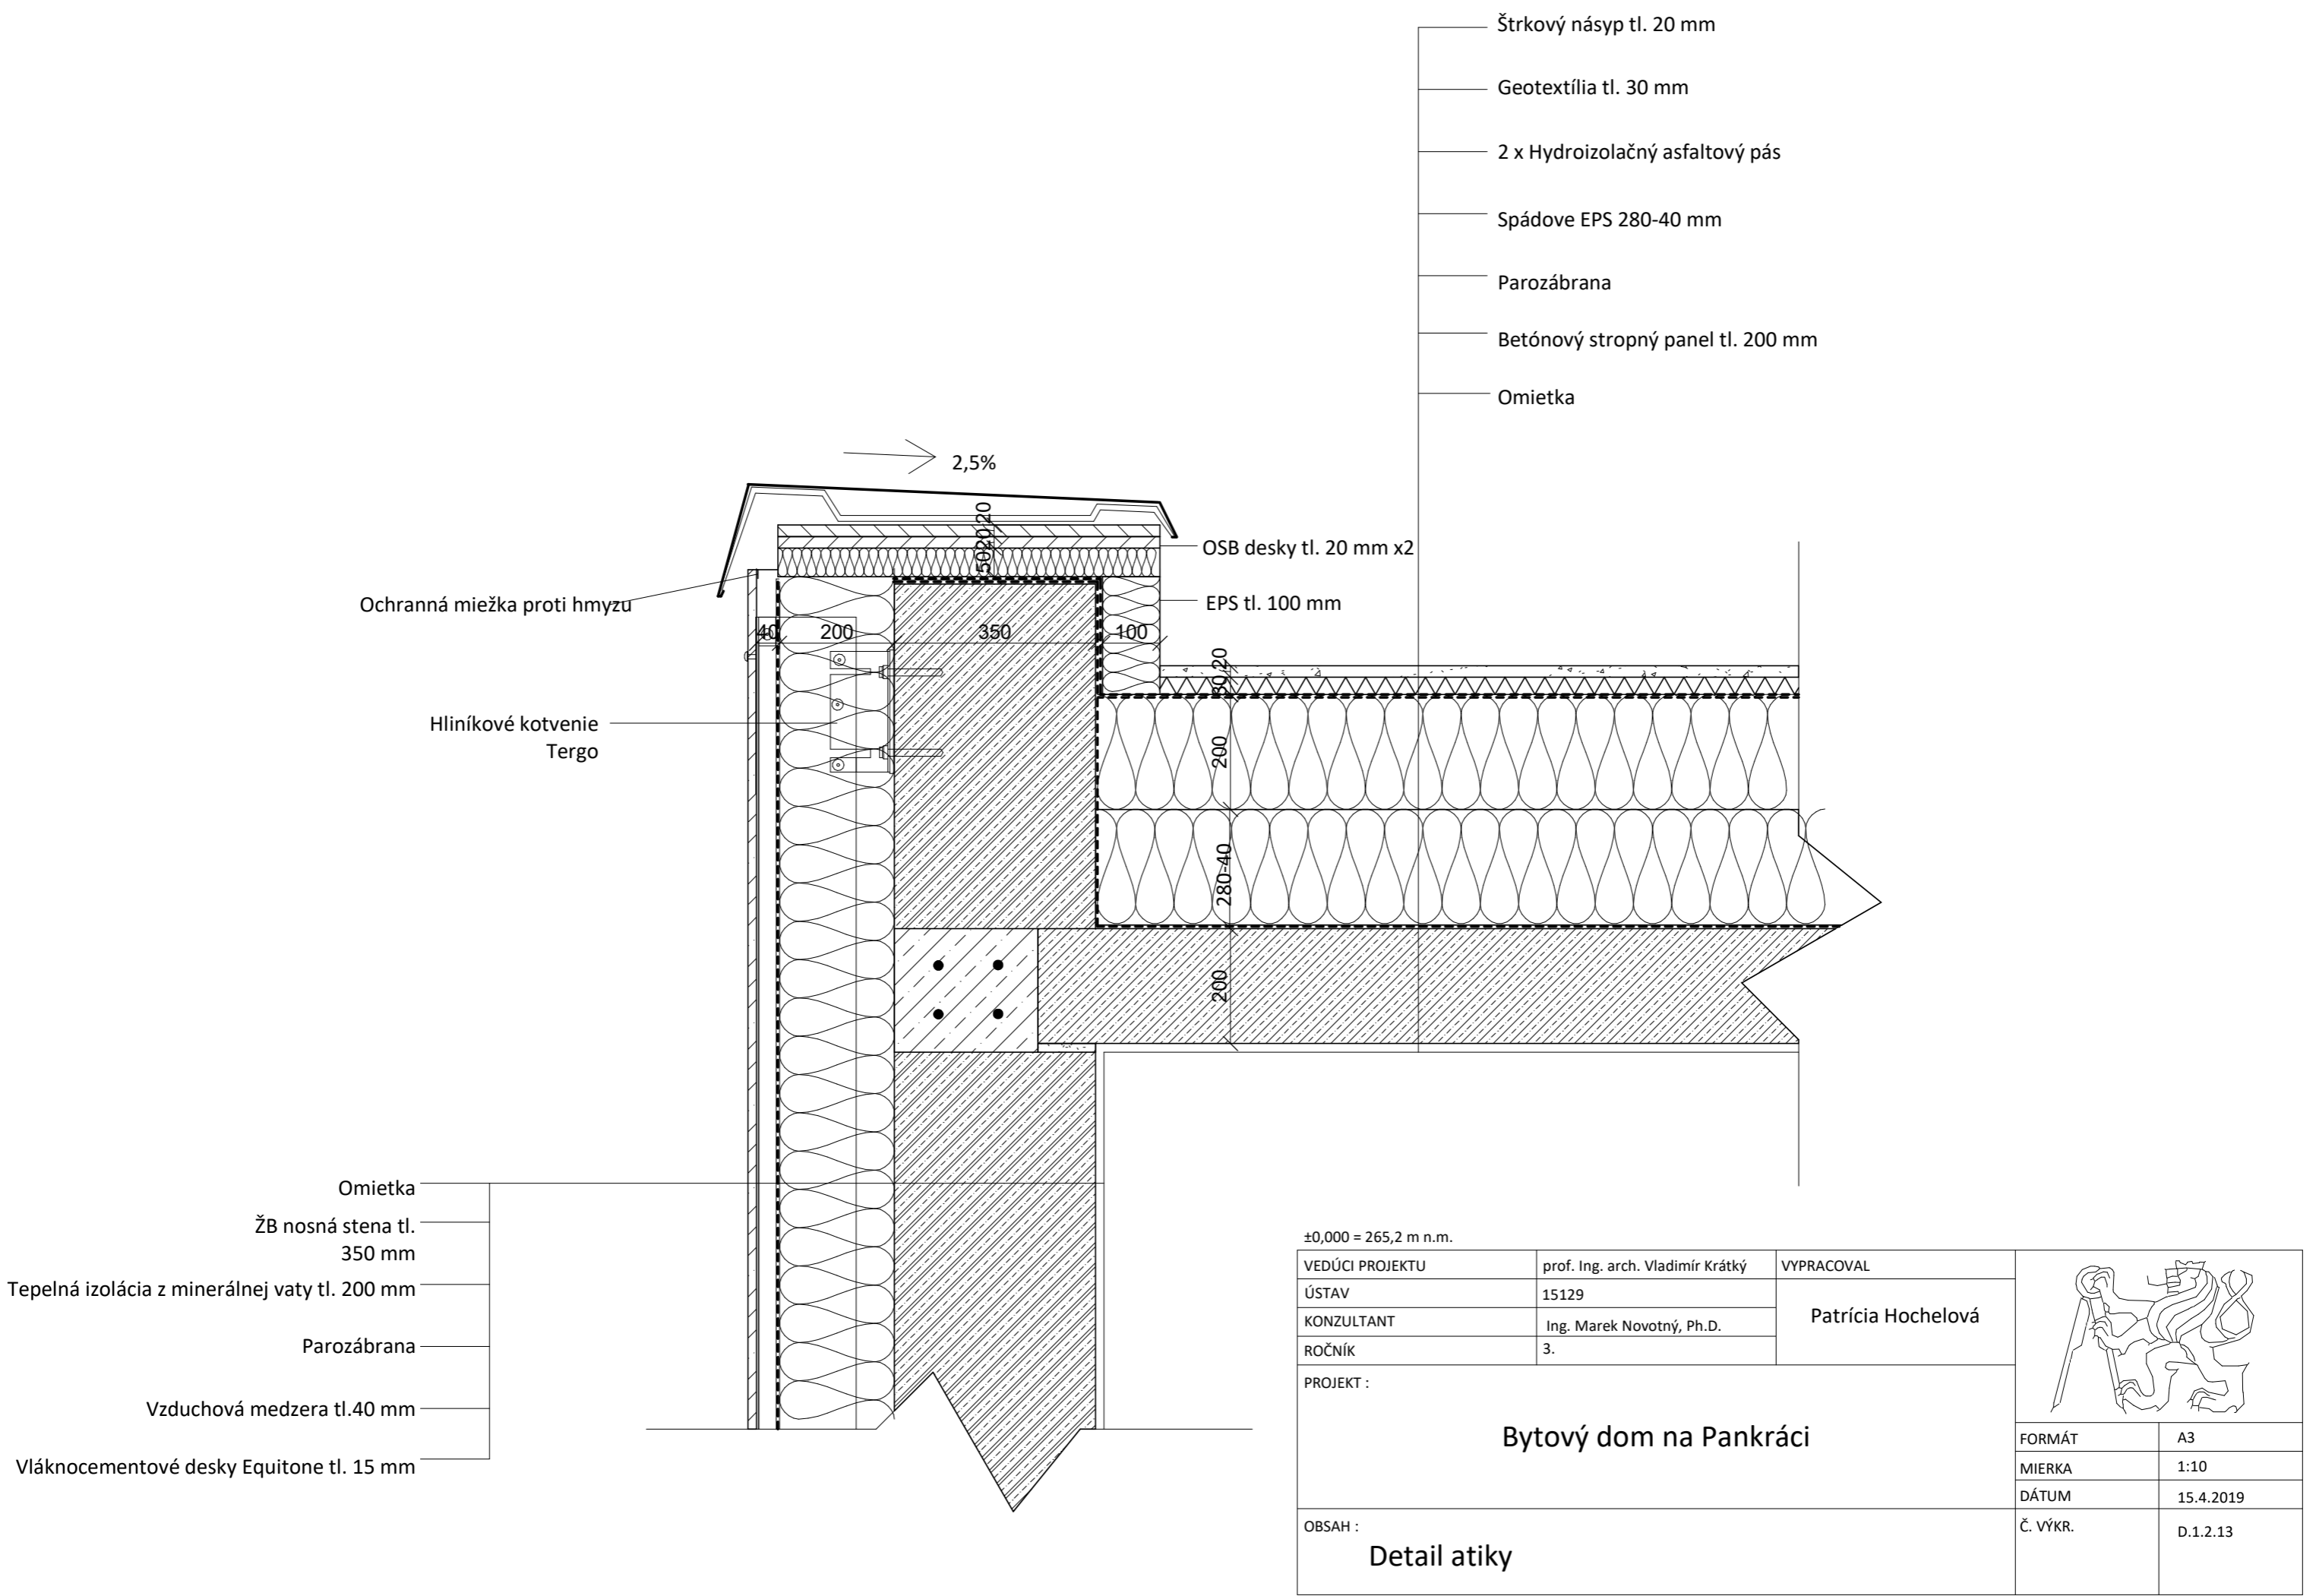 Štrkový násyp tl. 20 mm
Geotextília tl. 30 mm
2 x Hydroizolačný asfaltový pás
Spádove EPS 280-40 mm
Parozábrana
Betónový stropný panel tl. 200 mm
Omietka
2,5%
20
20
50
OSB desky tl. 20 mm x2
EPS tl. 100 mm
Ochranná miežka proti hmyzu
40
200
350
100
Hliníkové kotvenie
Tergo
20
30
200
280-40
200
Omietka
ŽB nosná stena tl.
350 mm
Tepelná izolácia z minerálnej vaty tl. 200 mm
Parozábrana
Vzduchová medzera tl.40 mm
Vláknocementové desky Equitone tl. 15 mm
±0,000 = 265,2 m n.m.
VEDÚCI PROJEKTU prof. Ing. arch. Vladimír Krátký VYPRACOVAL
ÚSTAV 15129
KONZULTANT Ing. Marek Novotný, Ph.D. Patrícia Hochelová
ROČNÍK 3.
PROJEKT :
Bytový dom na Pankráci
FORMÁT A3
MIERKA 1:10
DÁTUM 15.4.2019
OBSAH :
Detail atiky
Č. VÝKR. D.1.2.13